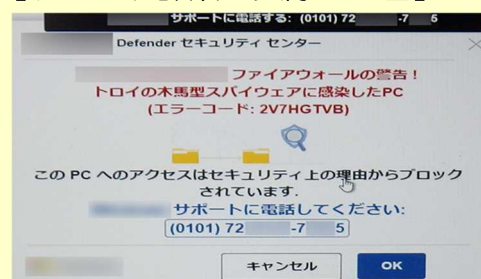 サポートに電話する: (0101) 72 -7 5
Defender セキュリティ センター
ファイアウォールの警告！
トロイの木馬型スパイウェアに感染したPC
(エラーコード: 2V7HGTVB)
この PC へのアクセスはセキュリティ上の理由からブロック
されています.
サポートに電話してください:
(0101) 72 -7 5
キャンセル
OK